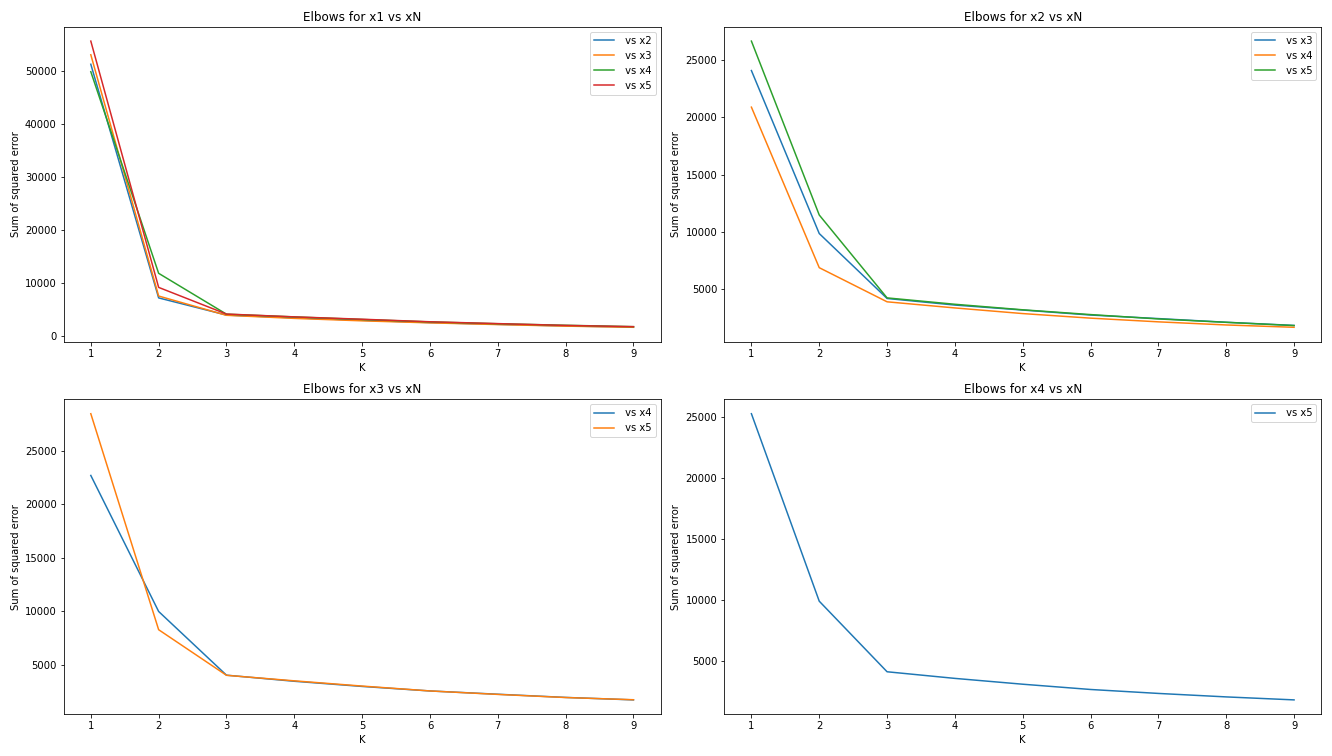 Elbows for x1 vs xN
vs x2
vs x3
vs x4
vs x5
Sum of squared error
50000
40000
30000
20000
10000
0
1 2 3 4 5 6 7 8 9
K
Elbows for x2 vs xN
vs x3
vs x4
vs x5
Sum of squared error
25000
20000
15000
10000
5000
1 2 3 4 5 6 7 8 9
K
Elbows for x3 vs xN
vs x4
vs x5
Sum of squared error
25000
20000
15000
10000
5000
1 2 3 4 5 6 7 8 9
K
Elbows for x4 vs xN
vs x5
Sum of squared error
25000
20000
15000
10000
5000
1 2 3 4 5 6 7 8 9
K